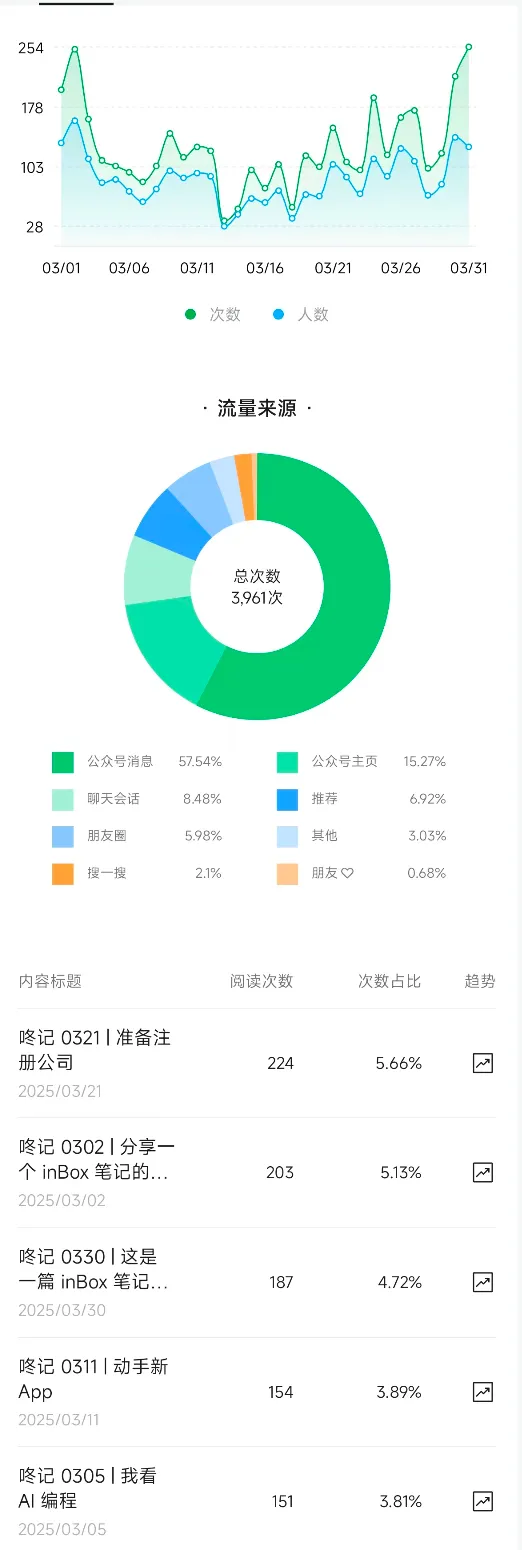 254
178
103
28
03/01 03/06 03/11 03/16 03/21 03/26 03/31
次数 人数
· 流量来源 ·
总次数
3,961次
公众号消息 57.54% 公众号主页 15.27%
聊天会话 8.48% 推荐 6.92%
朋友圈 5.98% 其他 3.03%
搜一搜 2.1% 朋友♡ 0.68%
内容标题 阅读次数 次数占比 趋势
咚记 0321 | 准备注
册公司 224 5.66%
2025/03/21
咚记 0302 | 分享一
个 inBox 笔记的... 203 5.13%
2025/03/02
咚记 0330 | 这是
一篇 inBox 笔记... 187 4.72%
2025/03/30
咚记 0311 | 动手新
App 154 3.89%
2025/03/11
咚记 0305 | 我看
AI 编程 151 3.81%
2025/03/05